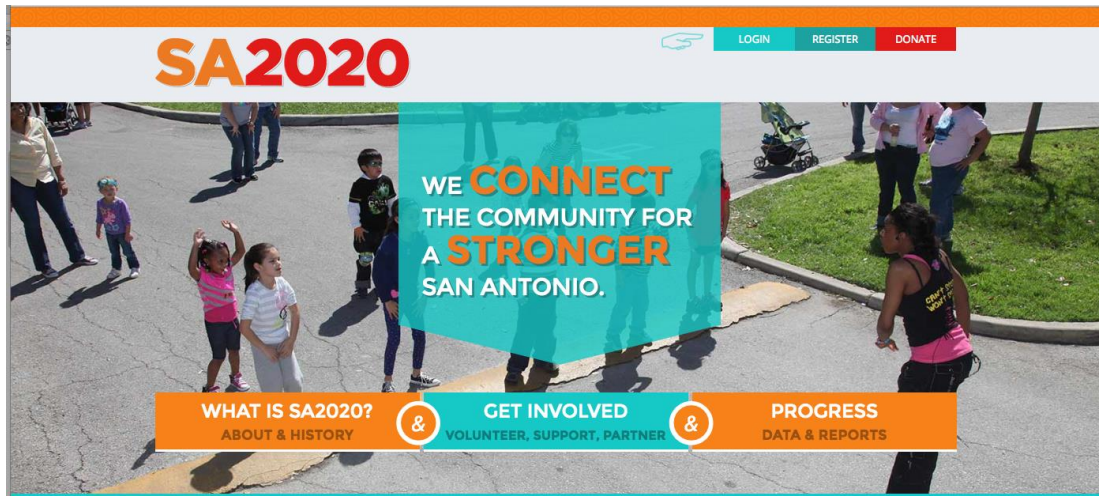 SA2020
LOGIN REGISTER DONATE
WE CONNECT
THE COMMUNITY FOR
A STRONGER
SAN ANTONIO.
WHAT IS SA2020? & GET INVOLVED & PROGRESS
ABOUT & HISTORY VOLUNTEER, SUPPORT, PARTNER DATA & REPORTS